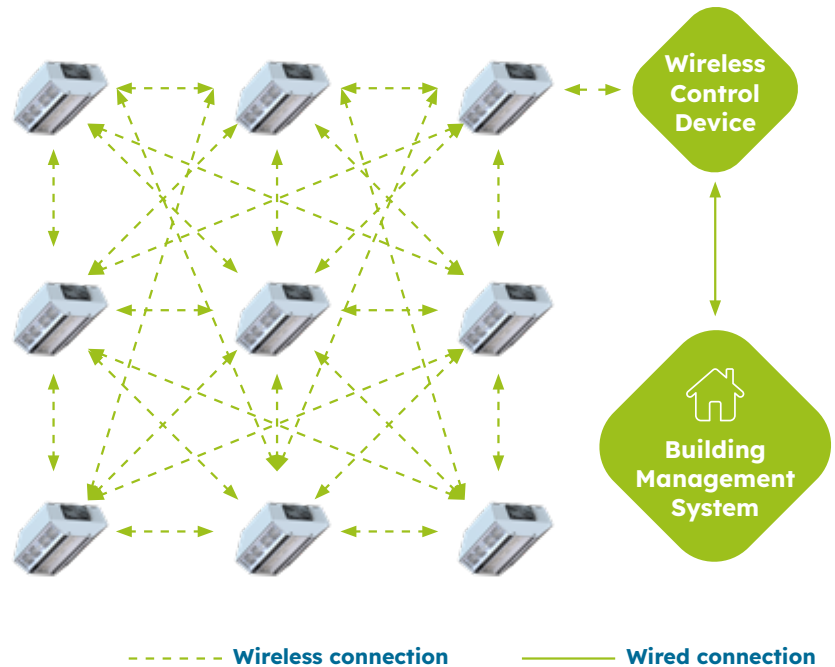 Wireless
Control
Device
Building
Management
System
Wireless connection
Wired connection